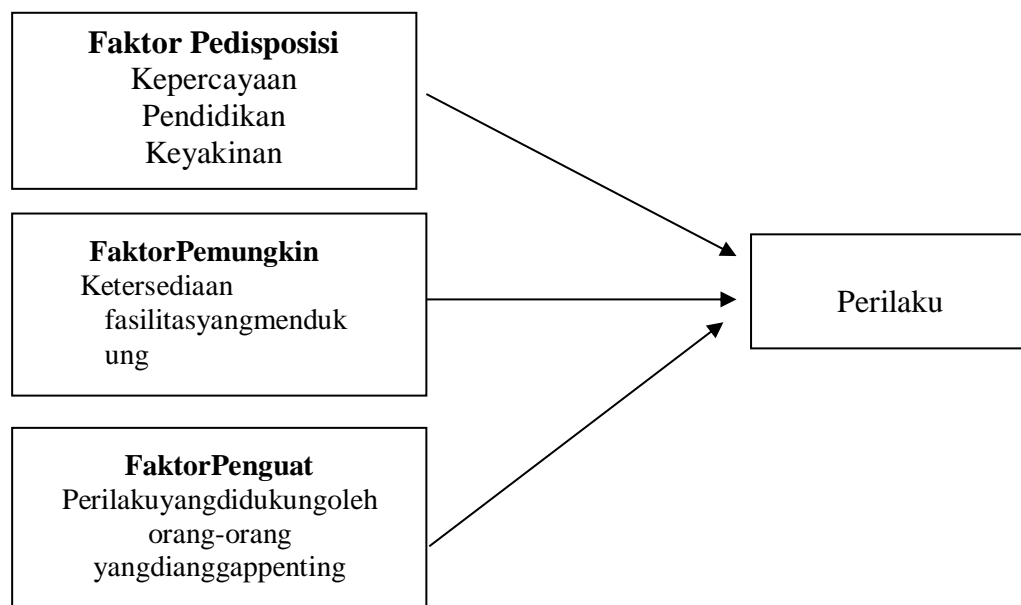 Faktor Pedisposisi
Kepercayaan
Pendidikan
Keyakinan
FaktorPemungkin
Ketersediaan
fasilitasyangmenduk
ung
Perilaku
FaktorPenguat
Perilakuyangdidukungoleh
orang-orang
yangdianggappenting